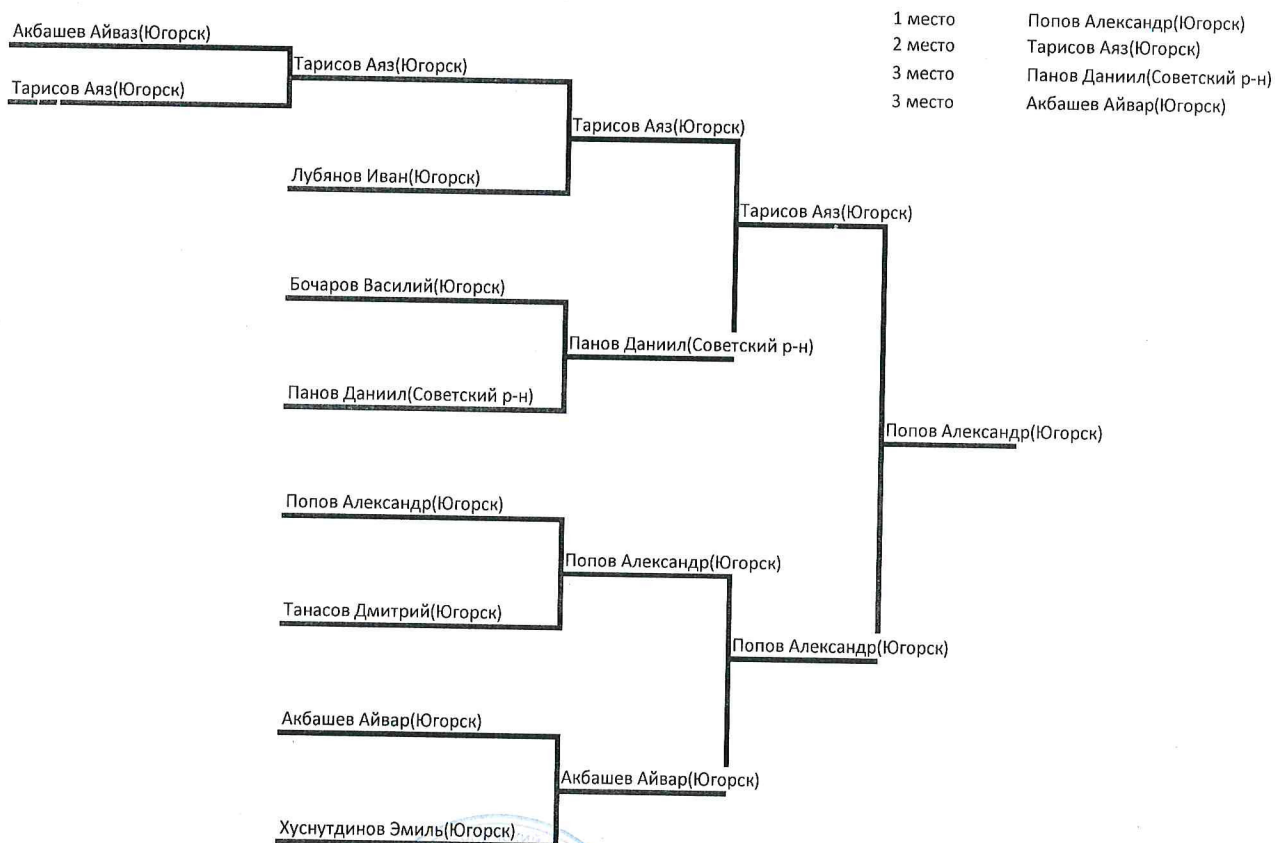 Акбашев Айваз(Югорск)
Тарисов Аяз(Югорск)
Тарисов Аяз(Югорск)
Лубянов Иван(Югорск)
Тарисов Аяз(Югорск)
Бочаров Василий(Югорск)
Панов Даниил(Советский р-н)
Панов Даниил(Советский р-н)
Тарисов Аяз(Югорск)
Попов Александр(Югорск)
Танасов Дмитрий(Югорск)
Попов Александр(Югорск)
Акбашев Айвар(Югорск)
Хуснутдинов Эмиль(Югорск)
Акбашев Айвар(Югорск)
Попов Александр(Югорск)
Попов Александр(Югорск)
1 место Попов Александр(Югорск)
2 место Тарисов Аяз(Югорск)
3 место Панов Даниил(Советский р-н)
3 место Акбашев Айвар(Югорск)